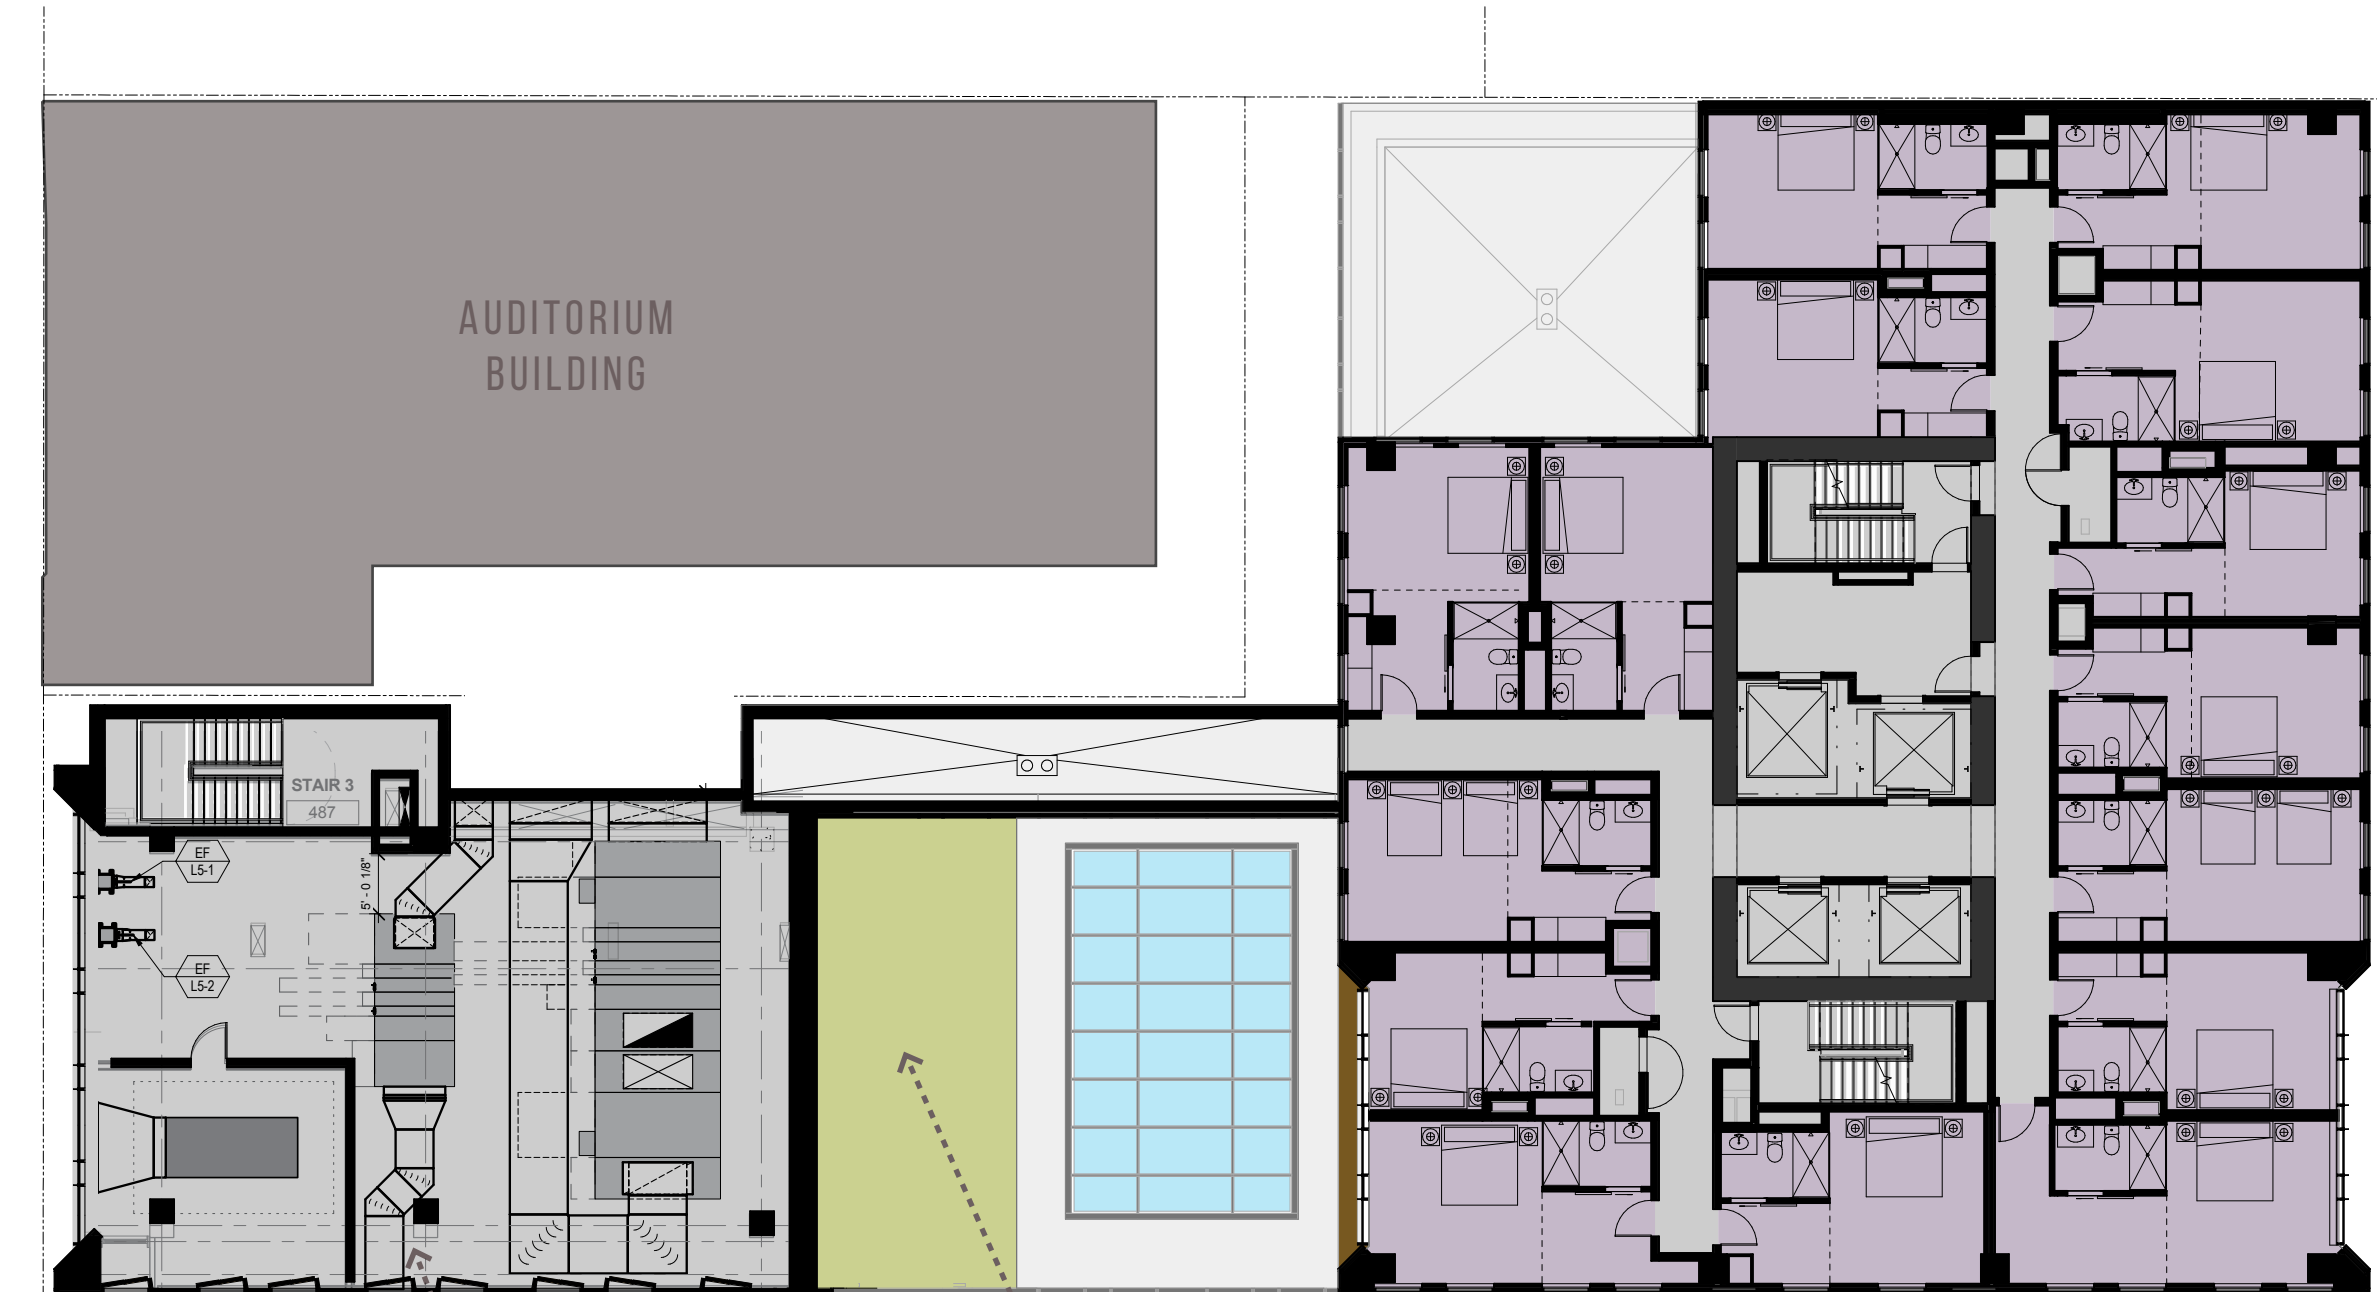 AUDITORIUM
BUILDING
STAIR 3
487
EF
L5-1
5' - 0 1/8"
EF
L5-2